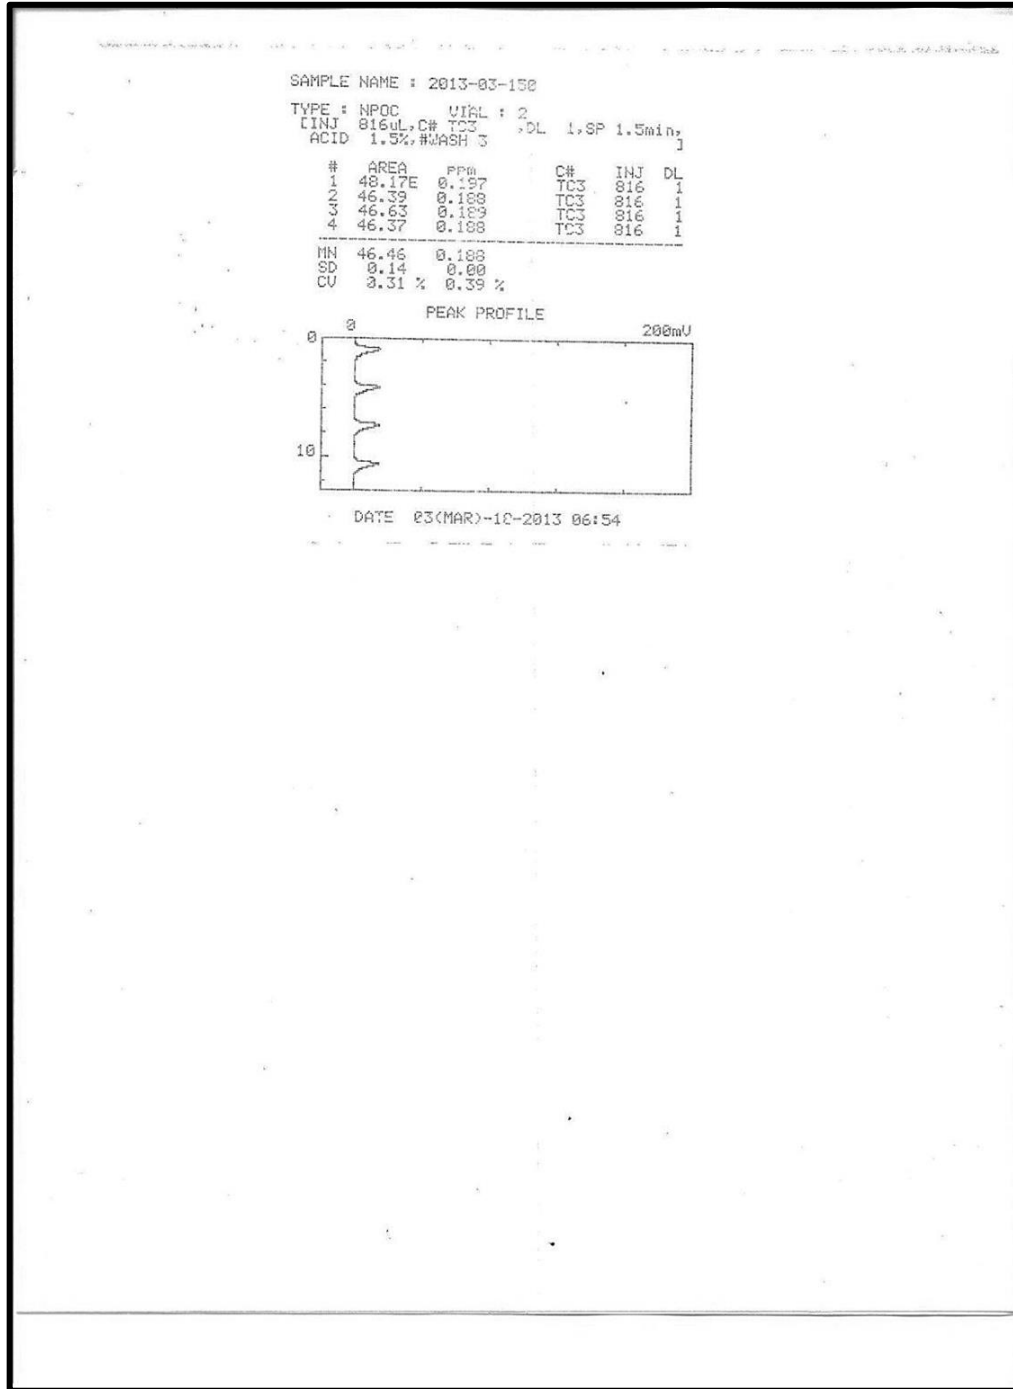 SAMPLE NAME : 2013-03-150
TYPE : NPOC VIAL : 2
[INJ 816uL,C# TC3 ,DL 1,SP 1.5min,
ACID 1.5%,#WASH 3 ]
# AREA ppm C# INJ DL
1 48.17E 0.197 TC3 816 1
2 46.39 0.188 TC3 816 1
3 46.63 0.189 TC3 816 1
4 46.37 0.188 TC3 816 1
MN 46.46 0.188
SD 0.14 0.00
CV 0.31 % 0.39 %
PEAK PROFILE
0 200mV
0
10
DATE 03(MAR)- -2013 06:54